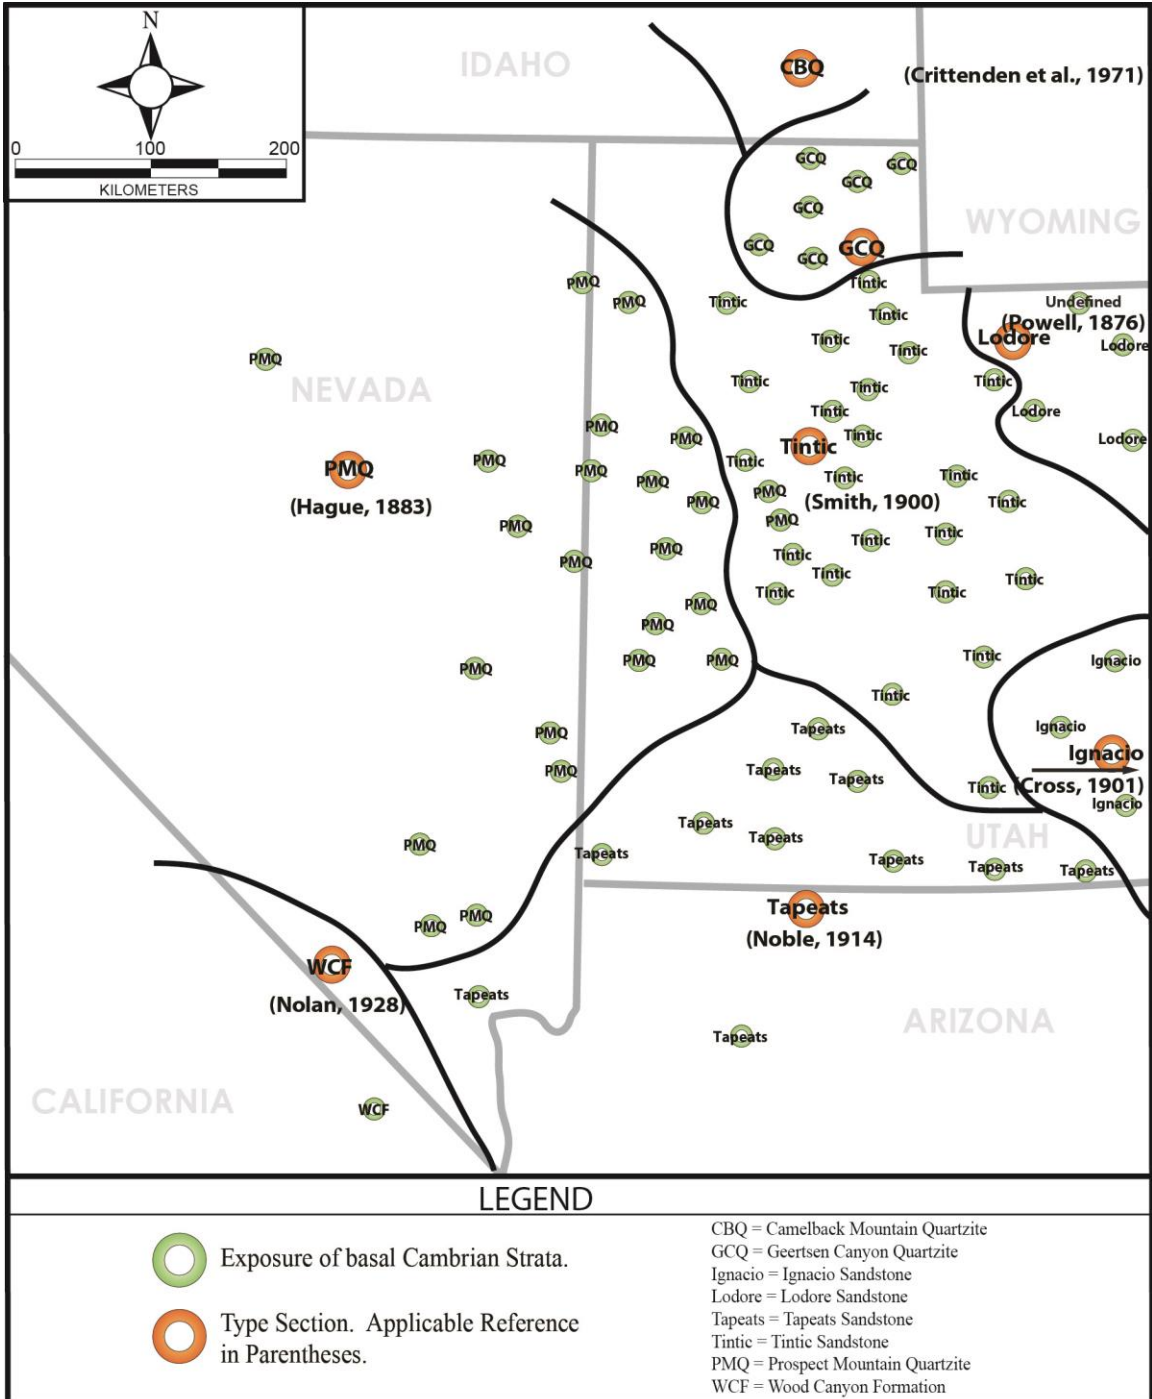 N
0 100 200
KILOMETERS
IDAHO
CBQ
(Crittenden et al., 1971)
GCQ
GCQ
GCQ
GCQ
WYOMING
GCQ
GCQ
GCQ
PMQ
PMQ
Tintic
Tintic
Tintic
Undefined
(Powell, 1876)
Lodore
Lodore
PMQ
NEVADA
Tintic
Tintic
Tintic
Tintic
Tintic
Tintic
Lodore
PMQ
PMQ
Tintic
Tintic
Lodore
PMQ
(Hague, 1883)
PMQ
PMQ
PMQ
Tintic
Tintic
Tintic
PMQ
PMQ
(Smith, 1900)
Tintic
PMQ
PMQ
Tintic
Tintic
PMQ
PMQ
Tintic
Tintic
Tintic
PMQ
PMQ
Tintic
Tintic
PMQ
PMQ
PMQ
PMQ
Tintic
Ignacio
Tintic
PMQ
Tapeats
Ignacio
Ignacio
(Cross, 1901)
PMQ
Tapeats
Tapeats
Tintic
Ignacio
PMQ
Tapeats
Tapeats
UTAH
Tapeats
Tapeats
Tapeats
Tapeats
PMQ
PMQ
Tapeats
(Noble, 1914)
WCF
(Nolan, 1928)
Tapeats
ARIZONA
Tapeats
CALIFORNIA
WCF
LEGEND
Exposure of basal Cambrian Strata.
Type Section. Applicable Reference
in Parentheses.
CBQ = Camelback Mountain Quartzite
GCQ = Geertsen Canyon Quartzite
Ignacio = Ignacio Sandstone
Lodore = Lodore Sandstone
Tapeats = Tapeats Sandstone
Tintic = Tintic Sandstone
PMQ = Prospect Mountain Quartzite
WCF = Wood Canyon Formation